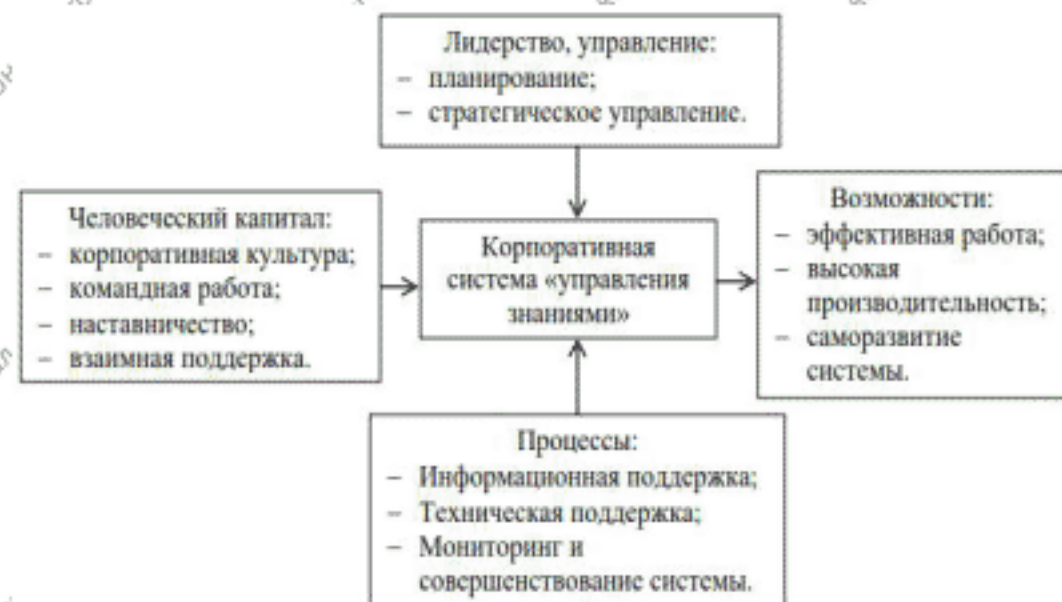 Лидерство, управление:
– планирование;
– стратегическое управление.
Человеческий капитал:
– корпоративная культура;
– командная работа;
– наставничество;
– взаимная поддержка.
Корпоративная
система «управления
знаниями»
Возможности:
– эффективная работа;
– высокая
производительность;
– саморазвитие
системы.
Процессы:
– Информационная поддержка;
– Техническая поддержка;
– Мониторинг и
совершенствование системы.